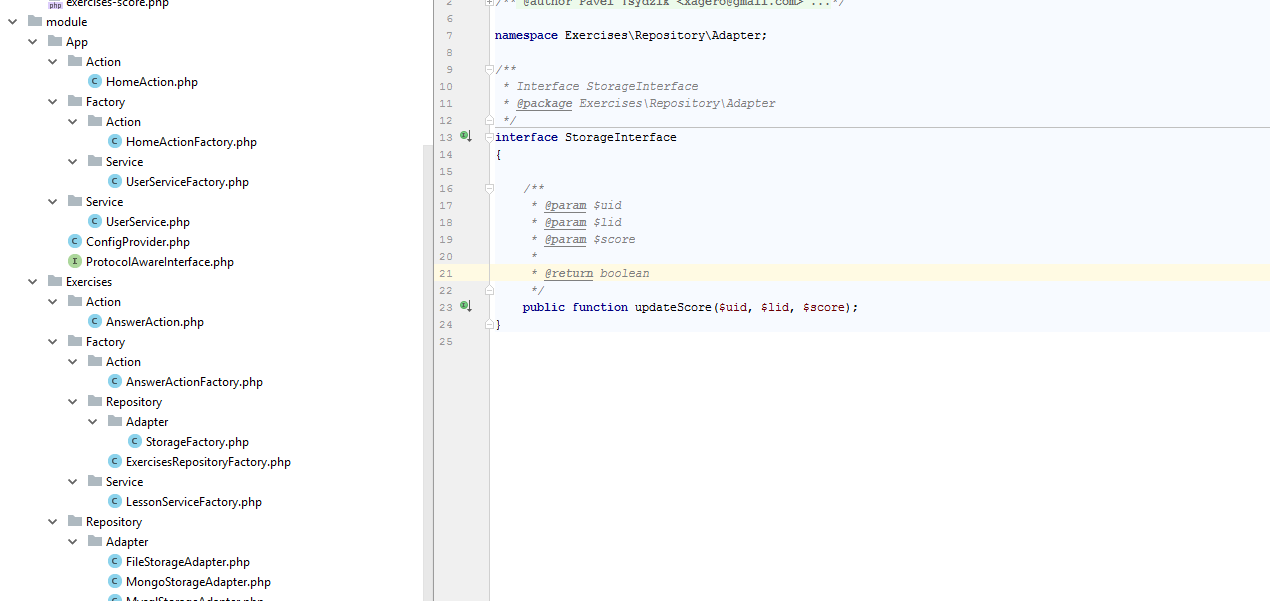 exercises-score.php
module
App
Action
HomeAction.php
Factory
Action
HomeActionFactory.php
Service
UserServiceFactory.php
Service
UserService.php
ConfigProvider.php
ProtocolAwareInterface.php
Exercises
Action
AnswerAction.php
Factory
Action
AnswerActionFactory.php
Repository
Adapter
StorageFactory.php
ExercisesRepositoryFactory.php
Service
LessonServiceFactory.php
Repository
Adapter
FileStorageAdapter.php
MongoStorageAdapter.php
MysqlStorageAdapter.php
2 /** @author Pavel Tsydzik <xagero@gmail.com> ...*/
6
7 namespace Exercises\Repository\Adapter;
8
9 /**
10 * Interface StorageInterface
11 * @package Exercises\Repository\Adapter
12 */
13 interface StorageInterface
14 {
15
16 /**
17 * @param $uid
18 * @param $lid
19 * @param $score
20 *
21 * @return boolean
22 */
23 public function updateScore($uid, $lid, $score);
24 }
25